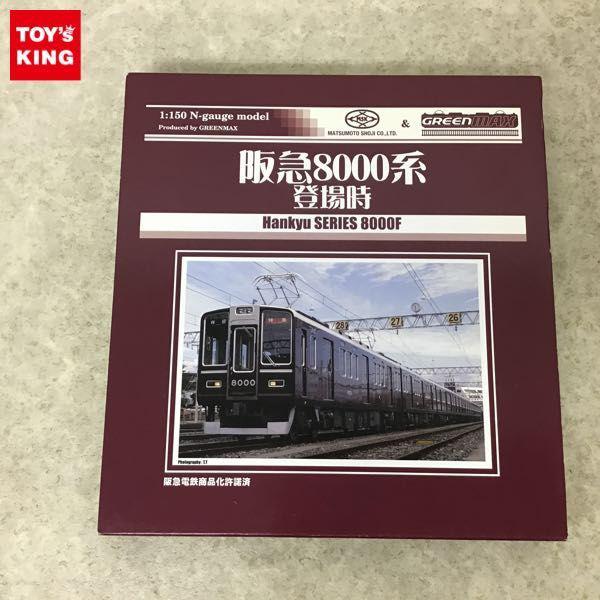 TOY's
KING
1:150 N-gauge model
Produced by GREENMAX
MSK
MATSUMOTO SHOJI CO.,LTD.
&
GREENMAX
阪急8000系
登場時
Hankyu SERIES 8000F
28
27
26
8000
Photography T.T
阪急電鉄商品化許諾済